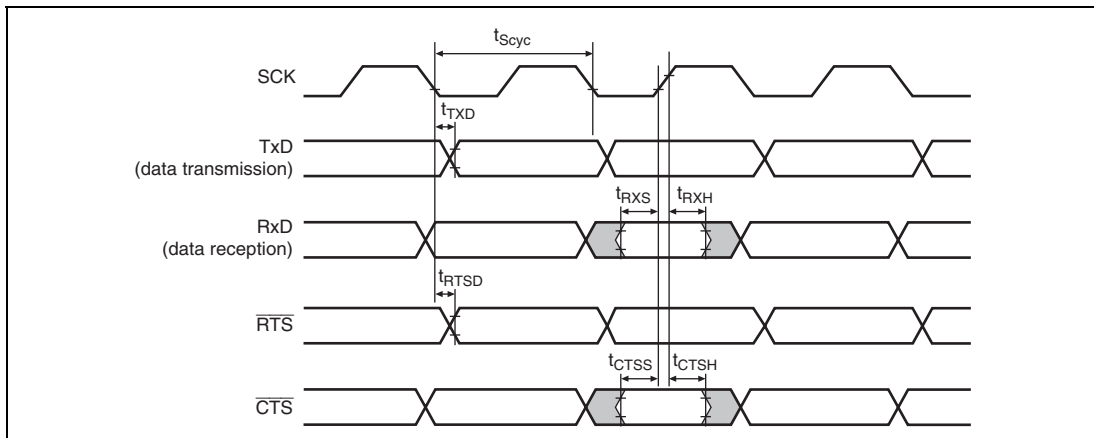 tScyc
SCK
tTXD
TxD
(data transmission)
tRXS tRXH
RxD
(data reception)
tRTSD
RTS
tCTSS tCTSH
CTS